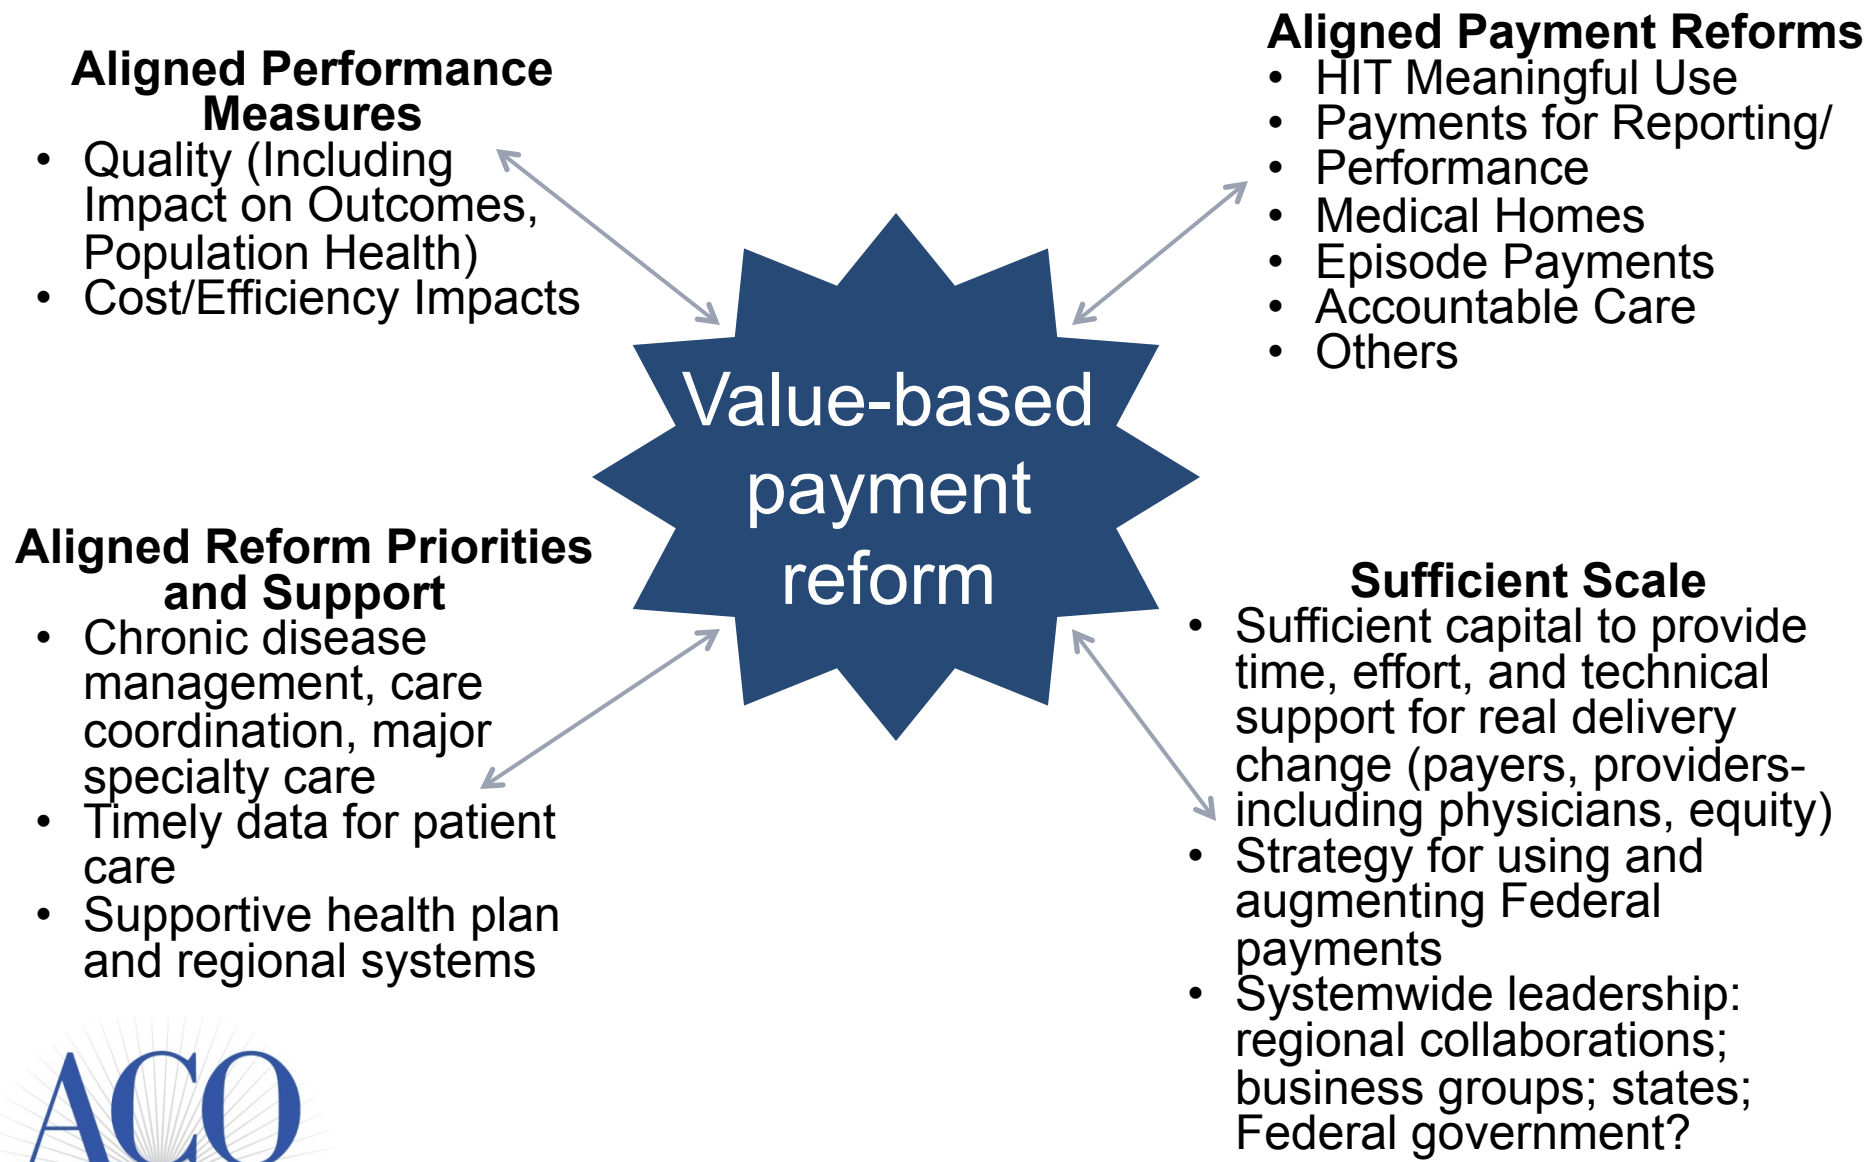 Aligned Performance
Measures
• Quality (Including
Impact on Outcomes,
Population Health)
• Cost/Efficiency Impacts
Aligned Payment Reforms
• HIT Meaningful Use
• Payments for Reporting/
• Performance
• Medical Homes
• Episode Payments
• Accountable Care
• Others
Value-based
payment
reform
Aligned Reform Priorities
and Support
• Chronic disease
management, care
coordination, major
specialty care
• Timely data for patient
care
• Supportive health plan
and regional systems
Sufficient Scale
• Sufficient capital to provide
time, effort, and technical
support for real delivery
change (payers, providers-
including physicians, equity)
• Strategy for using and
augmenting Federal
payments
• Systemwide leadership:
regional collaborations;
business groups; states;
Federal government?
ACO